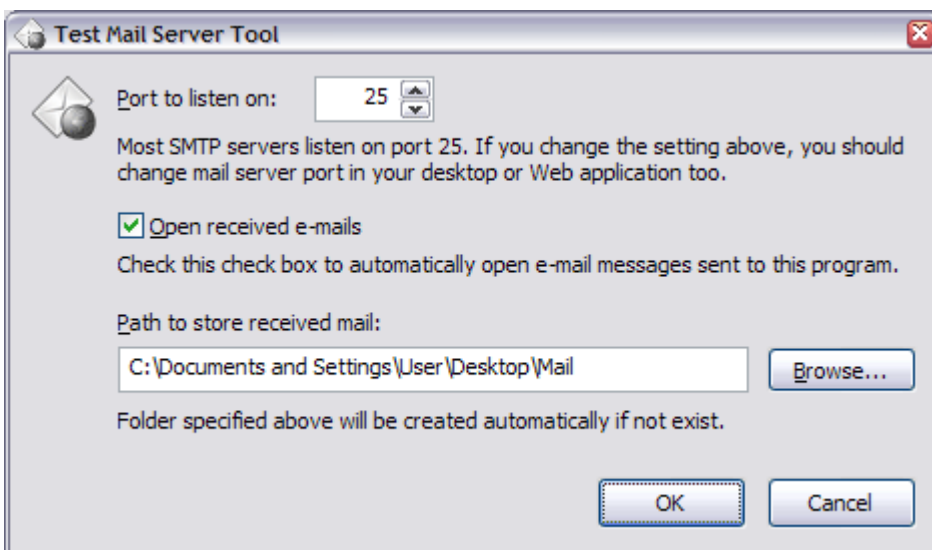 Test Mail Server Tool
Port to listen on: 25
Most SMTP servers listen on port 25. If you change the setting above, you should
change mail server port in your desktop or Web application too.
Open received e-mails
Check this check box to automatically open e-mail messages sent to this program.
Path to store received mail:
C:\Documents and Settings\User\Desktop\Mail Browse...
Folder specified above will be created automatically if not exist.
OK Cancel